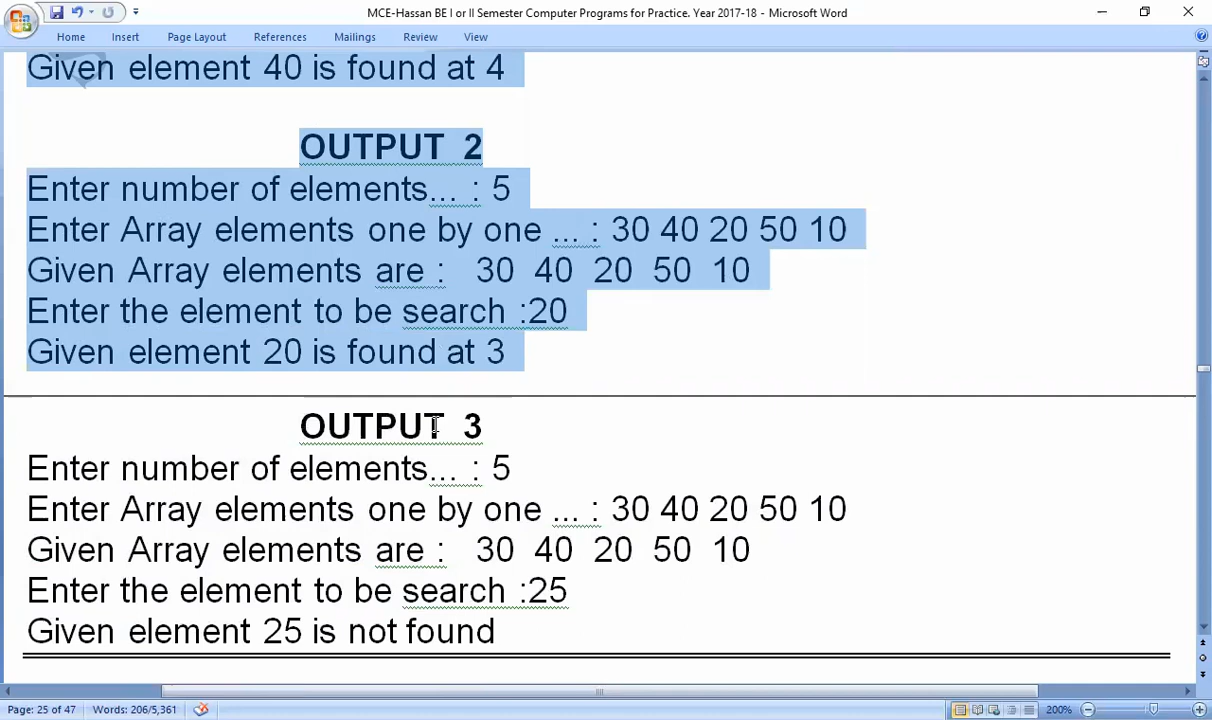 MCE-Hassan BE I or II Semester Computer Programs for Practice. Year 2017-18 - Microsoft Word
Home Insert Page Layout References Mailings Review View
Given element 40 is found at 4
OUTPUT 2
Enter number of elements... : 5
Enter Array elements one by one ... : 30 40 20 50 10
Given Array elements are : 30 40 20 50 10
Enter the element to be search :20
Given element 20 is found at 3
OUTPUT 3
Enter number of elements... : 5
Enter Array elements one by one ... : 30 40 20 50 10
Given Array elements are : 30 40 20 50 10
Enter the element to be search :25
Given element 25 is not found
Page: 25 of 47 Words: 206/5,361 200%